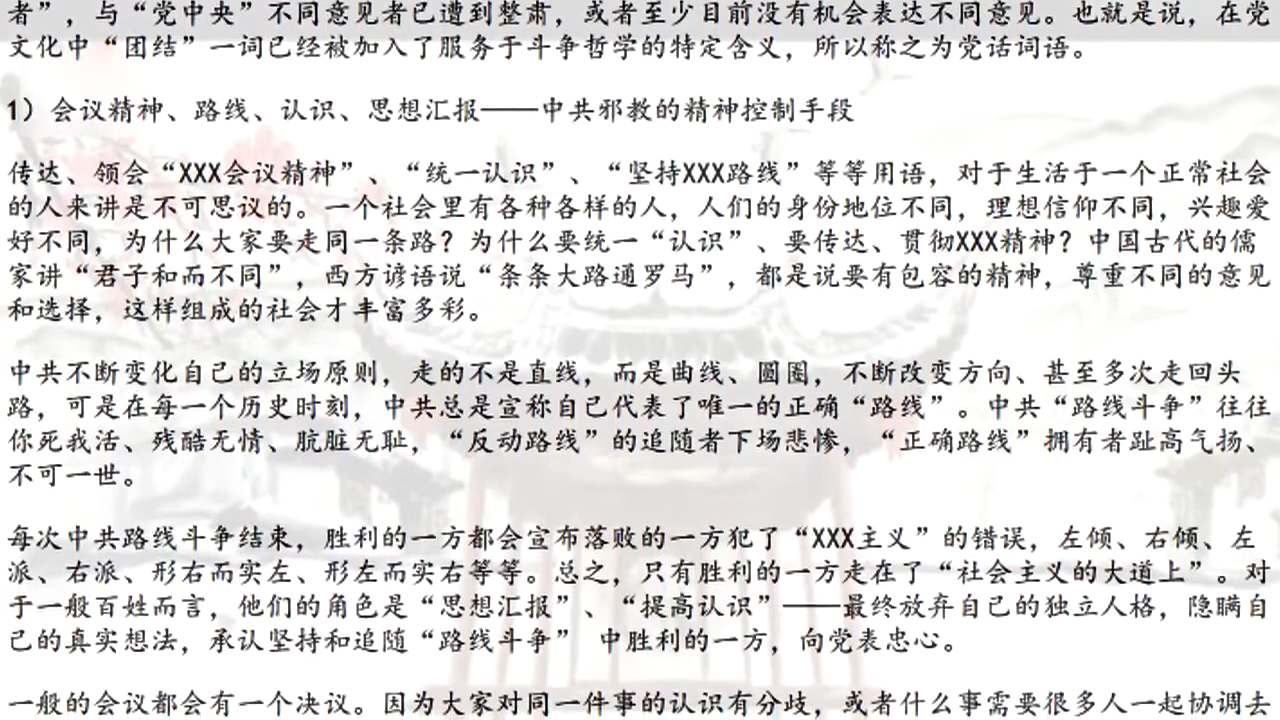 者”，与“党中央”不同意见者已遭到整肃，或者至少目前没有机会表达不同意见。也就是说，在党
文化中“团结”一词已经被加入了服务于斗争哲学的特定含义，所以称之为党话词语。
1）会议精神、路线、认识、思想汇报——中共邪教的精神控制手段
传达、领会“XXX会议精神”、“统一认识”、“坚持XXX路线”等等用语，对于生活于一个正常社会
的人来讲是不可思议的。一个社会里有各种各样的人，人们的身份地位不同，理想信仰不同，兴趣爱
好不同，为什么大家要走同一条路？为什么要统一“认识”、要传达、贯彻XXX精神？中国古代的儒
家讲“君子和而不同”，西方谚语说“条条大路通罗马”，都是说要有包容的精神，尊重不同的意见
和选择，这样组成的社会才丰富多彩。
中共不断变化自己的立场原则，走的不是直线，而是曲线、圆圈，不断改变方向、甚至多次走回头
路，可是在每一个历史时刻，中共总是宣称自己代表了唯一的正确“路线”。中共“路线斗争”往往
你死我活、残酷无情、肮脏无耻，“反动路线”的追随者下场悲惨，“正确路线”拥有者趾高气扬、
不可一世。
每次中共路线斗争结束，胜利的一方都会宣布落败的一方犯了“XXX主义”的错误，左倾、右倾、左
派、右派、形右而实左、形左而实右等等。总之，只有胜利的一方走在了“社会主义的大道上”。对
于一般百姓而言，他们的角色是“思想汇报”、“提高认识”——最终放弃自己的独立人格，隐瞒自
己的真实想法，承认坚持和追随“路线斗争” 中胜利的一方，向党表忠心。
一般的会议都会有一个决议。因为大家对同一件事的认识有分歧，或者什么事需要很多人一起协调去